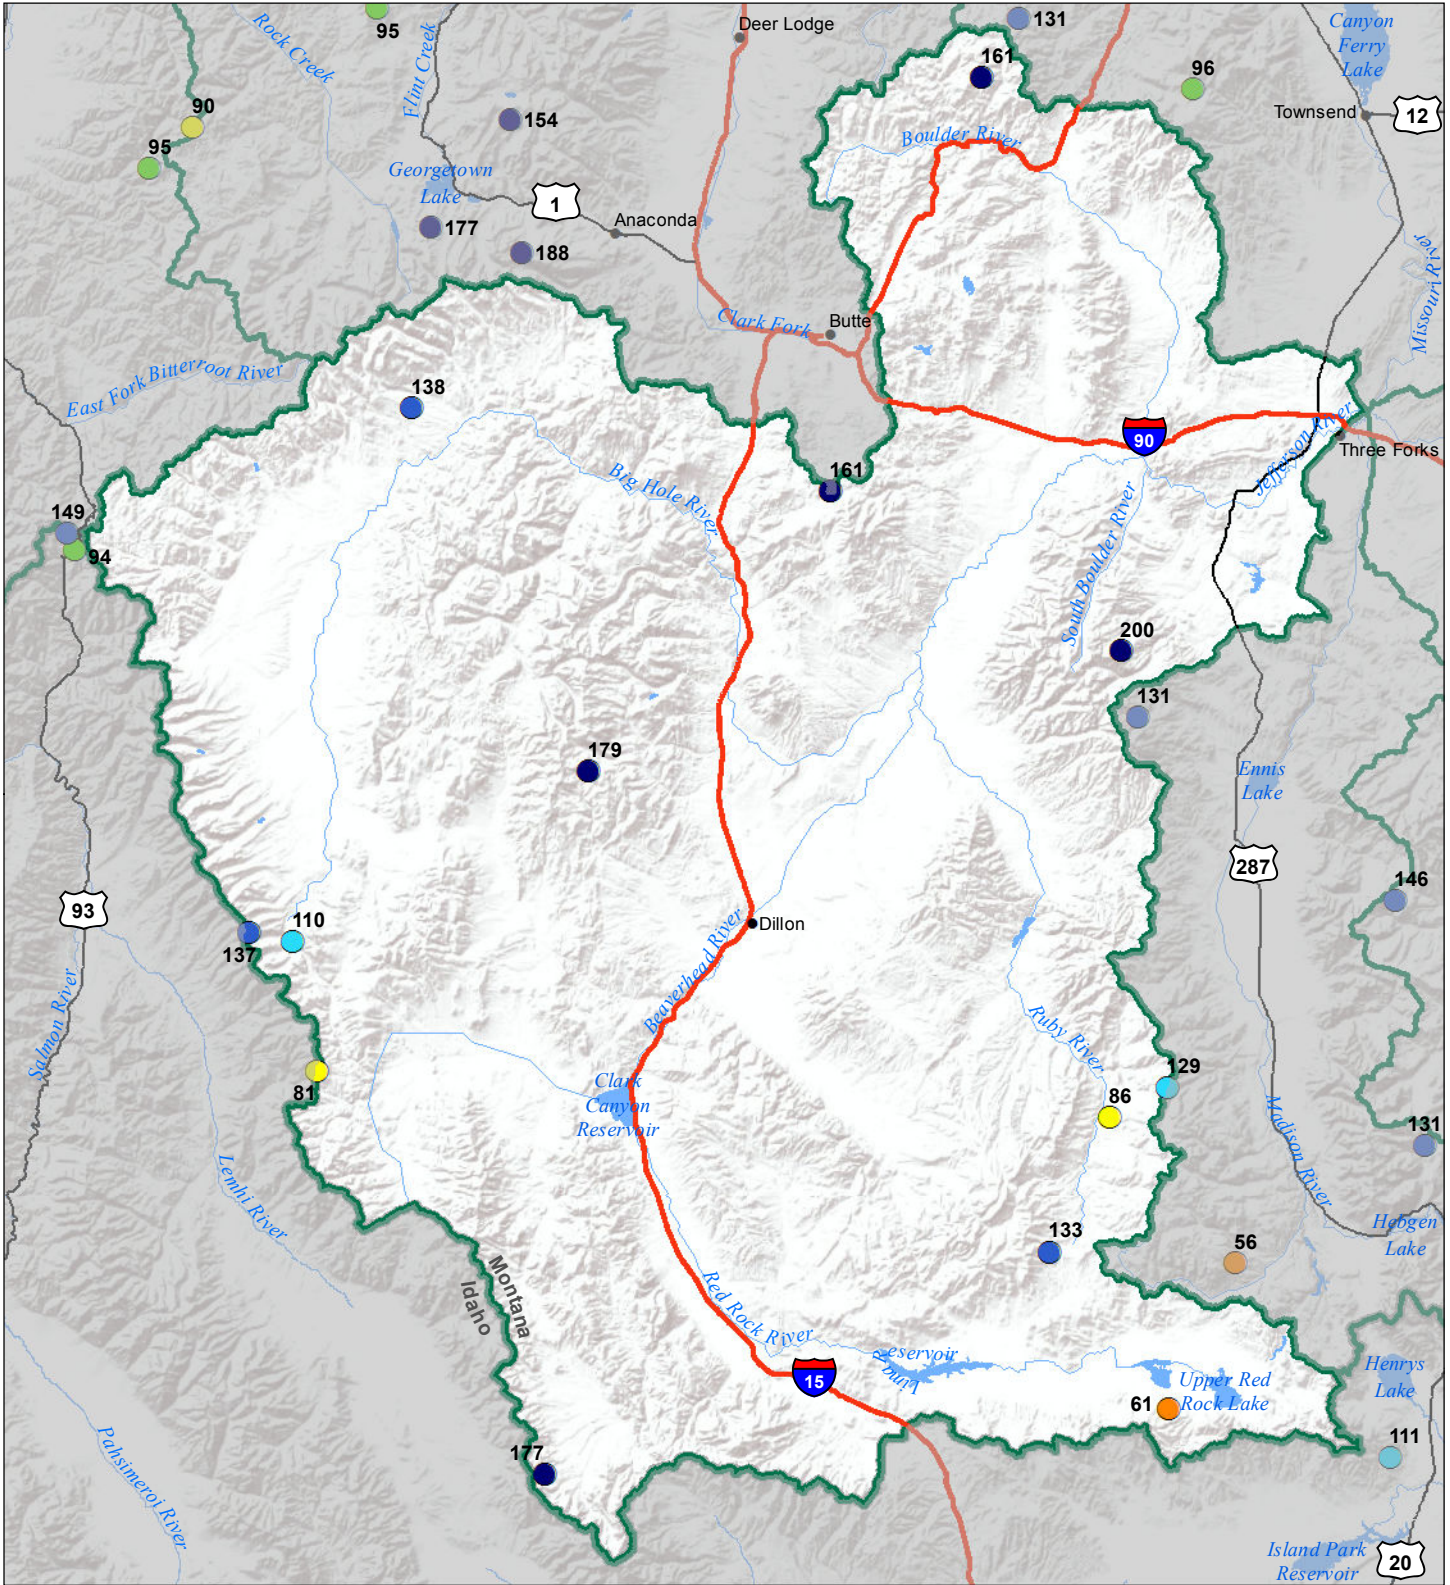 95
Rock Creek
Flint Creek
Deer Lodge
131
Canyon
Ferry
Lake
161
96
90
Townsend
12
154
95
Boulder River
Georgetown
Lake
1
Anaconda
177
188
Missouri River
Clark Fork
Butte
East Fork Bitterroot River
138
90
Jefferson River
Three Forks
161
Big Hole River
149
94
South Boulder River
200
131
179
Ennis
Lake
287
146
93
110
137
Dillon
Beaverhead River
Salmon River
Ruby River
81
Clark
Canyon
Reservoir
129
86
Madison River
131
Lemhi River
Hebgen
Lake
56
133
Montana
Idaho
Red Rock River
Lima Reservoir
15
Upper Red
Rock Lake
61
Henrys
Lake
111
177
Pahsimeroi River
Island Park
Reservoir
20